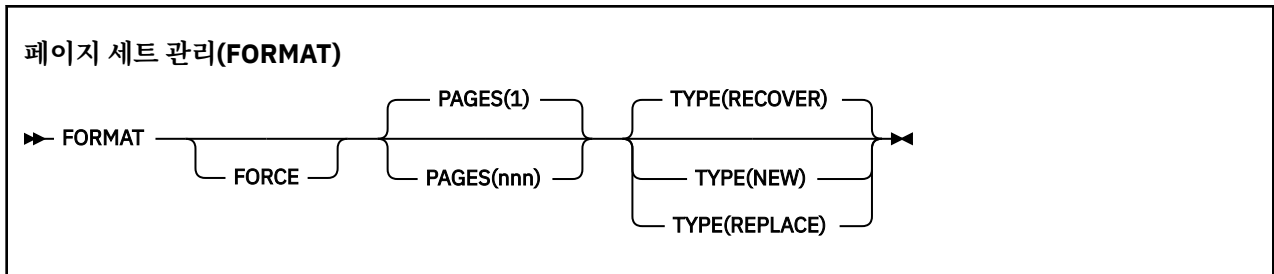 페이지 세트 관리(FORMAT)
PAGES(1) TYPE(RECOVER)
FORMAT
FORCE PAGES(nnn) TYPE(NEW)
TYPE(REPLACE)